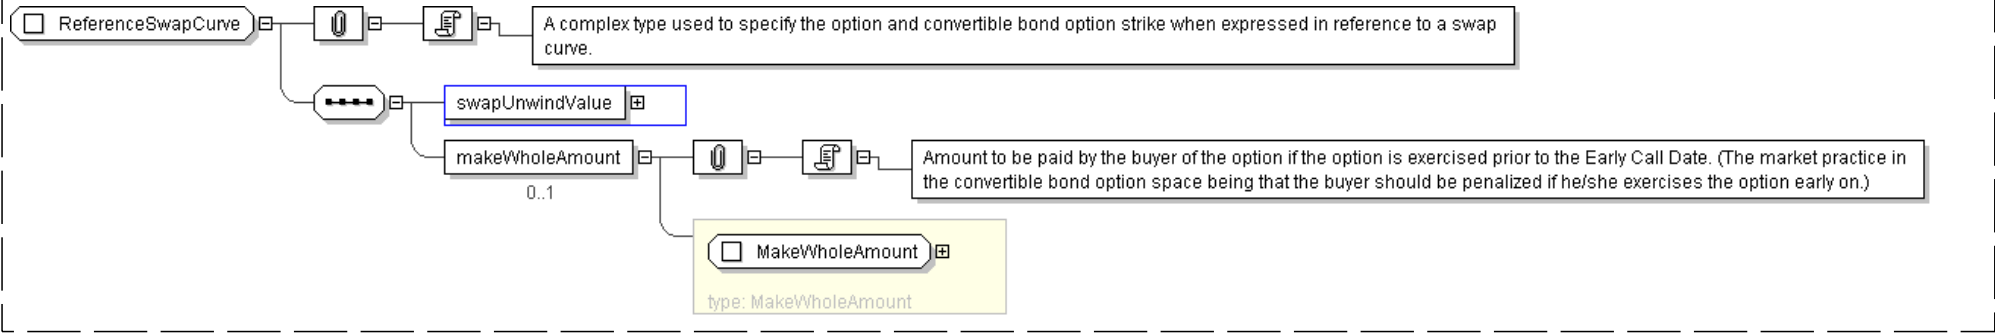 ReferenceSwapCurve
A complex type used to specify the option and convertible bond option strike when expressed in reference to a swap
curve.
swapUnwindValue
makeWholeAmount
0..1
Amount to be paid by the buyer of the option if the option is exercised prior to the Early Call Date. (The market practice in
the convertible bond option space being that the buyer should be penalized if he/she exercises the option early on.)
MakeWholeAmount
type: MakeWholeAmount